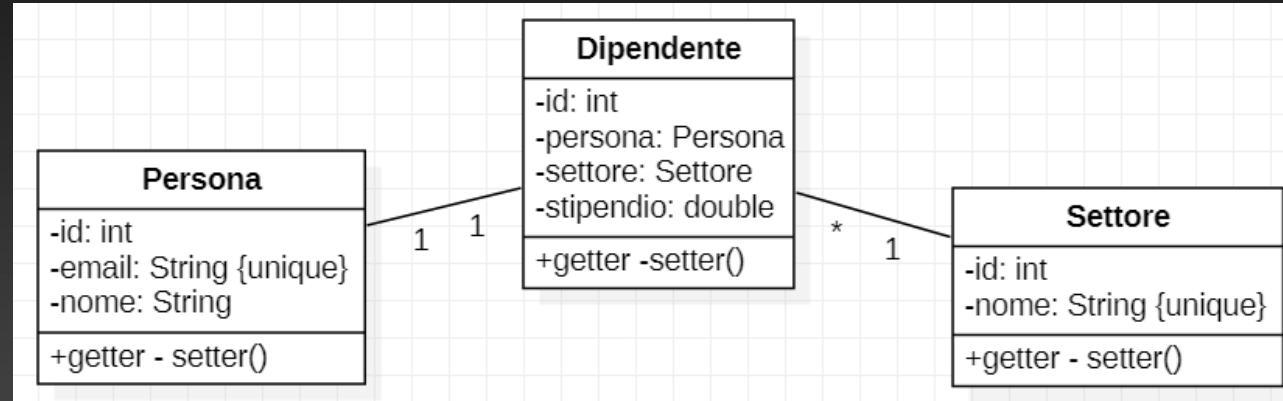 Persona
-id: int
-email: String {unique}
-nome: String
+getter - setter()
1
1
Dipendente
-id: int
-persona: Persona
-settore: Settore
-stipendio: double
+getter -setter()
*
1
Settore
-id: int
-nome: String {unique}
+getter - setter()